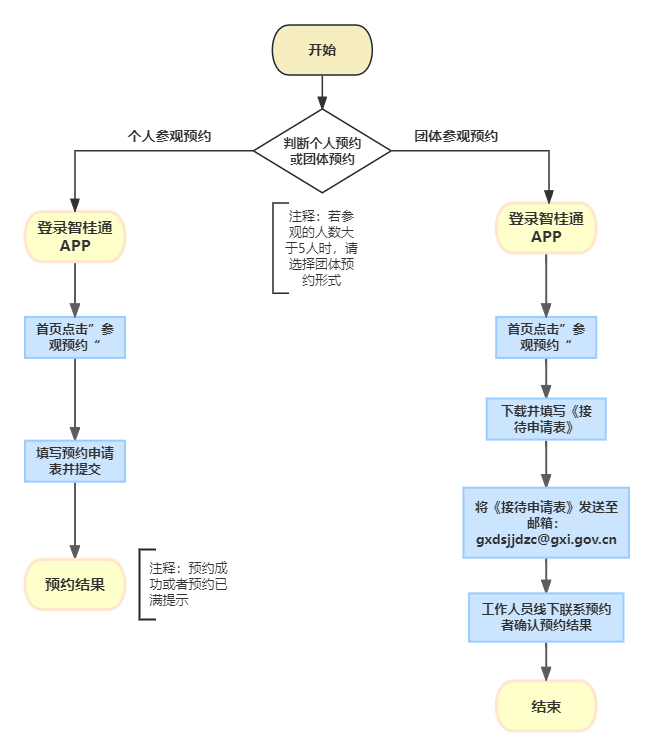 开始
个人参观预约
判断个人预约
或团体预约
团体参观预约
注释：若参
观的人数大
于5人时，请
选择团体预
约形式
登录智桂通
APP
首页点击”参
观预约“
填写预约申请
表并提交
预约结果
注释：预约成
功或者预约已
满提示
登录智桂通
APP
首页点击”参
观预约“
下载并填写《接
待申请表》
将《接待申请表》发送至
邮箱：
gxdsjjdzc@gxi.gov.cn
工作人员线下联系预约
者确认预约结果
结束